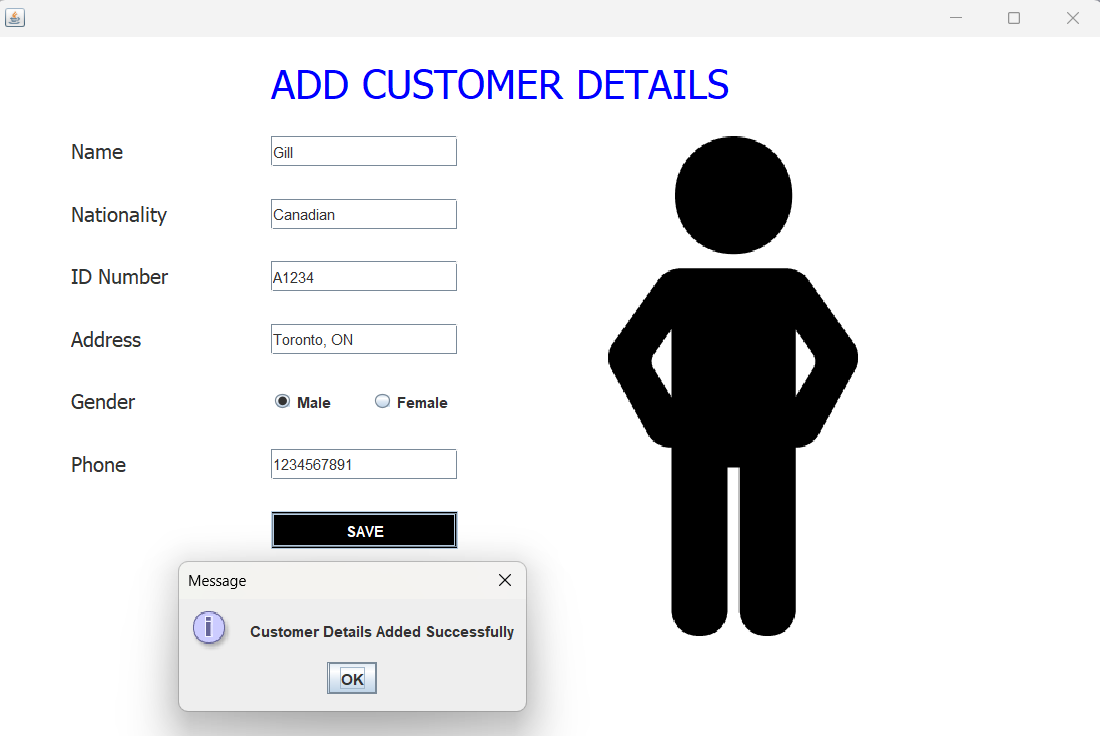 ADD CUSTOMER DETAILS
Name Gill
Nationality Canadian
ID Number A1234
Address Toronto, ON
Gender Male Female
Phone 1234567891
SAVE
Message
i Customer Details Added Successfully
OK